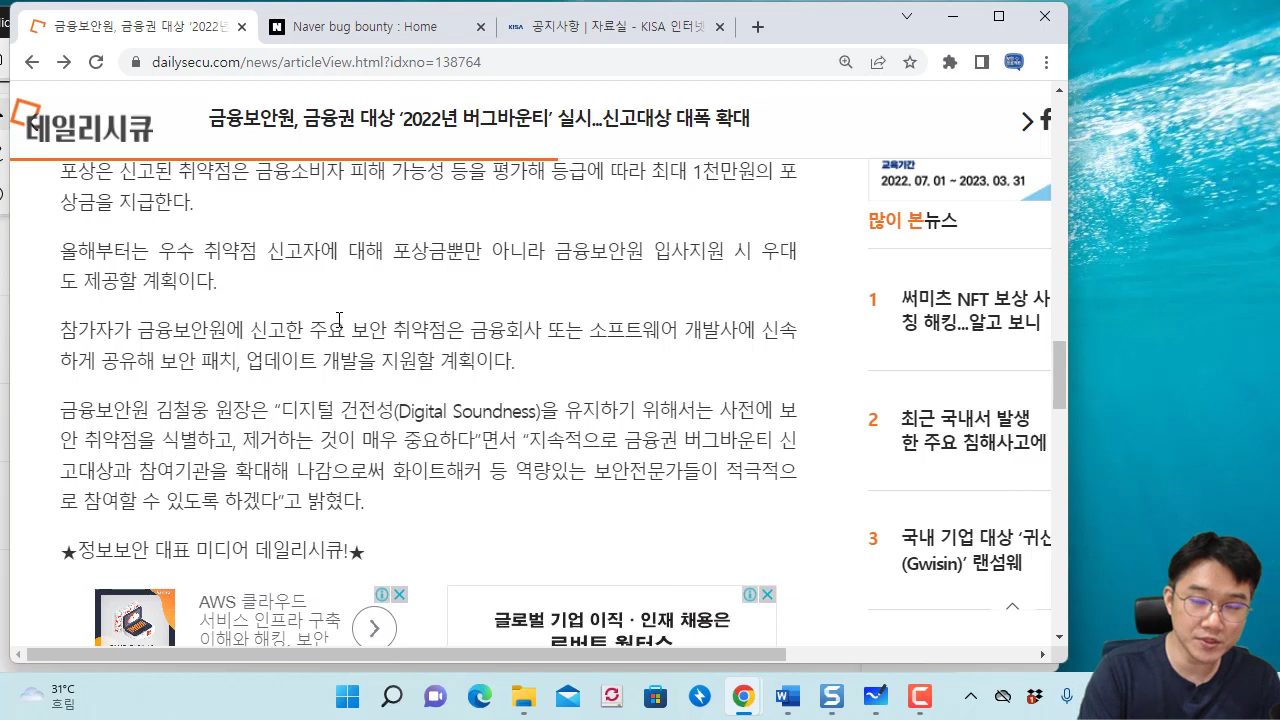 금융보안원, 금융권 대상 '2022년
Naver bug bounty : Home
KISA 공지사항 | 자료실 - KISA 인터넷
dailysecu.com/news/articleView.html?idxno=138764
데일리시큐
금융보안원, 금융권 대상 ‘2022년 버그바운티’ 실시...신고대상 대폭 확대
포상은 신고된 취약점은 금융소비자 피해 가능성 등을 평가해 등급에 따라 최대 1천만원의 포
상금을 지급한다.
올해부터는 우수 취약점 신고자에 대해 포상금뿐만 아니라 금융보안원 입사지원 시 우대
도 제공할 계획이다.
참가자가 금융보안원에 신고한 주요 보안 취약점은 금융회사 또는 소프트웨어 개발사에 신속
하게 공유해 보안 패치, 업데이트 개발을 지원할 계획이다.
금융보안원 김철웅 원장은 “디지털 건전성(Digital Soundness)을 유지하기 위해서는 사전에 보
안 취약점을 식별하고, 제거하는 것이 매우 중요하다”면서 “지속적으로 금융권 버그바운티 신
고대상과 참여기관을 확대해 나감으로써 화이트해커 등 역량있는 보안전문가들이 적극적으
로 참여할 수 있도록 하겠다”고 밝혔다.
★정보보안 대표 미디어 데일리시큐!★
AWS 클라우드
서비스 인프라 구축
이해와 해킹, 보안
글로벌 기업 이직 · 인재 채용은
로버트 월터스
교육기간
2022. 07. 01 ~ 2023. 03. 31
많이 본뉴스
1 써미츠 NFT 보상 사
칭 해킹...알고 보니
2 최근 국내서 발생
한 주요 침해사고에
3 국내 기업 대상 ‘귀신
(Gwisin)’ 랜섬웨
31°C
흐림